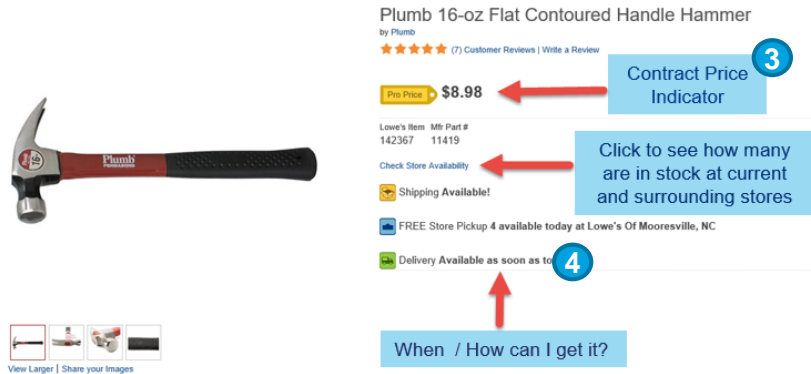 Plumb 16-oz Flat Contoured Handle Hammer
by Plumb
(7) Customer Reviews | Write a Review
3
Contract Price
Indicator
Pro Price
$8.98
Lowe's Item Mfr Part #
142367 11419
Check Store Availability
Click to see how many
are in stock at current
and surrounding stores
Shipping Available!
FREE Store Pickup 4 available today at Lowe's Of Mooresville, NC
Delivery Available as soon as to
4
When / How can I get it?
Plumb
16
View Larger | Share your Images